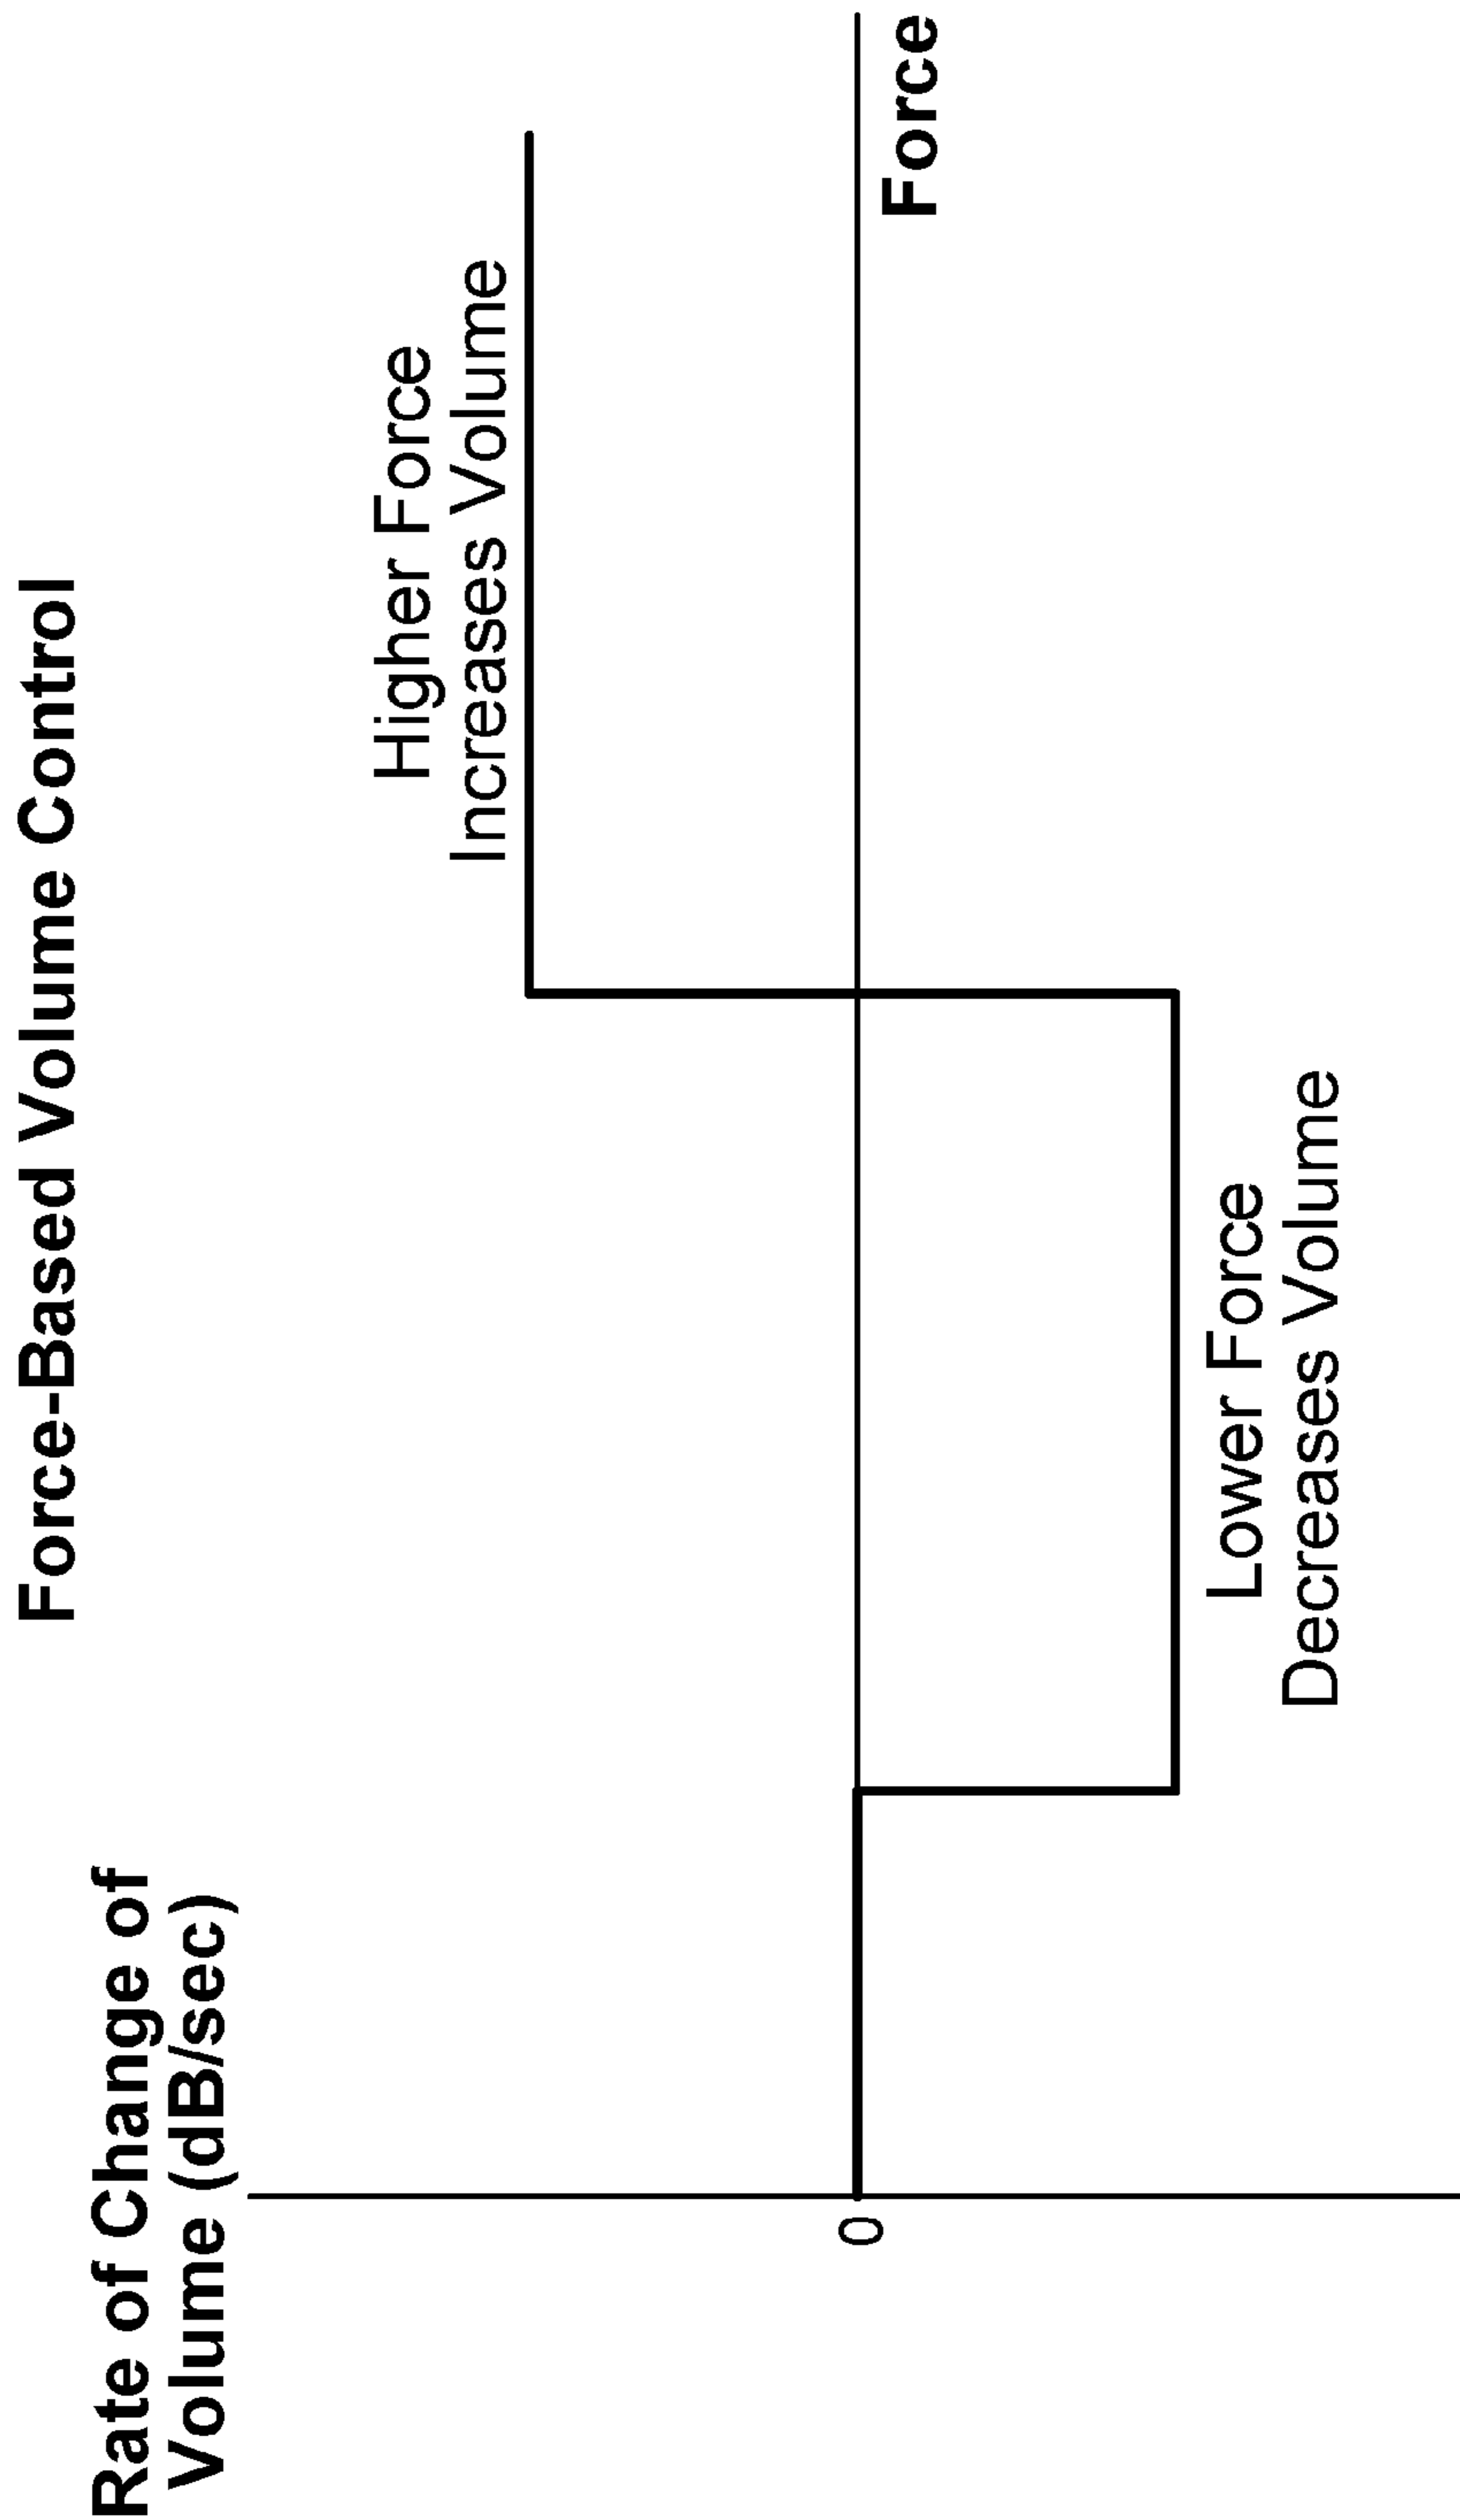 Force-Based Volume Control
Rate of Change of
Volume (dB/sec)
Higher Force
Increases Volume
0
Force
Lower Force
Decreases Volume